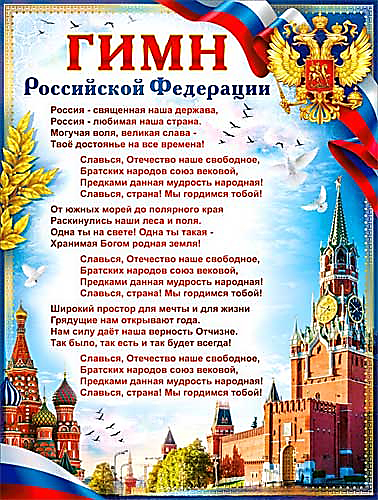 ГИМН
Российской Федерации
Россия - священная наша держава,
Россия - любимая наша страна.
Могучая воля, великая слава -
Твоё достоянье на все времена!
Славься, Отечество наше свободное,
Братских народов союз вековой,
Предками данная мудрость народная!
Славься, страна! Мы гордимся тобой!
От южных морей до полярного края
Раскинулись наши леса и поля.
Одна ты на свете! Одна ты такая -
Хранимая Богом родная земля!
Славься, Отечество наше свободное,
Братских народов союз вековой,
Предками данная мудрость народная!
Славься, страна! Мы гордимся тобой!
Широкий простор для мечты и для жизни
Грядущие нам открывают года.
Нам силу даёт наша верность Отчизне.
Так было, так есть и так будет всегда!
Славься, Отечество наше свободное,
Братских народов союз вековой,
Предками данная мудрость народная!
Славься, страна! Мы гордимся тобой!